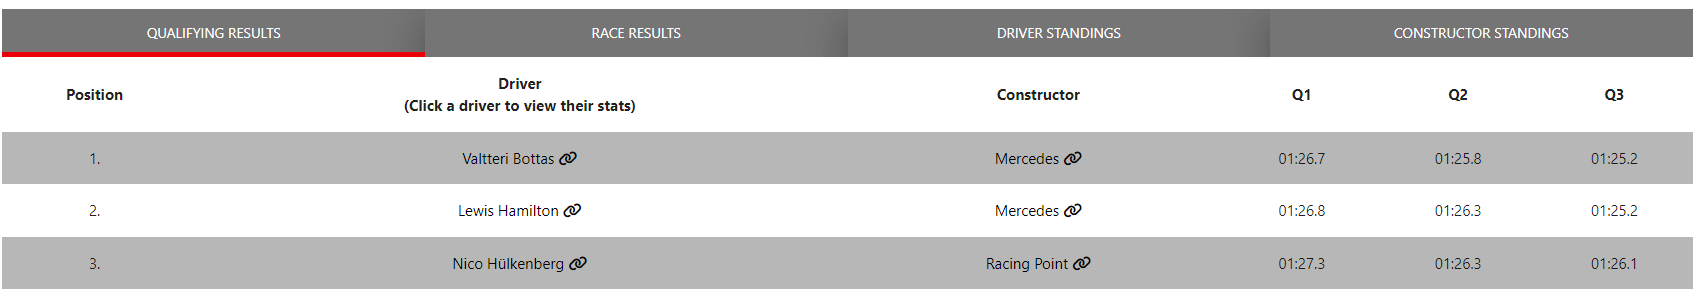 QUALIFYING RESULTS RACE RESULTS DRIVER STANDINGS CONSTRUCTOR STANDINGS
Position Driver (Click a driver to view their stats) Constructor Q1 Q2 Q3
1. Valtteri Bottas Mercedes 01:26.7 01:25.8 01:25.2
2. Lewis Hamilton Mercedes 01:26.8 01:26.3 01:25.2
3. Nico Hülkenberg Racing Point 01:27.3 01:26.3 01:26.1